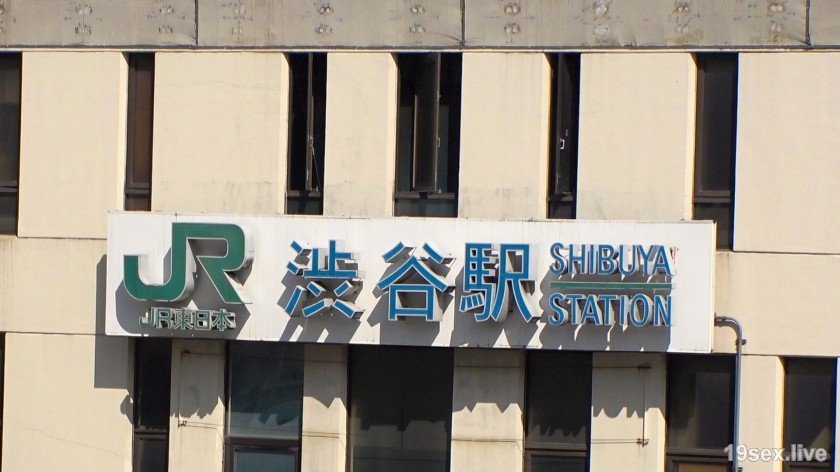 JR
JR東日本
渋谷駅
SHIBUYA
STATION
19sex.live